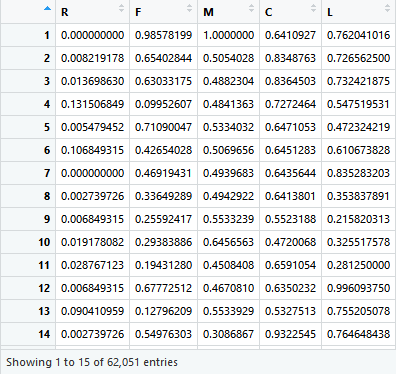 R F M C L
1 0.000000000 0.98578199 1.0000000 0.6410927 0.762041016
2 0.008219178 0.65402844 0.5054028 0.8348763 0.726562500
3 0.013698630 0.63033175 0.4882304 0.8364503 0.732421875
4 0.131506849 0.09952607 0.4841363 0.7272464 0.547519531
5 0.005479452 0.71090047 0.5334032 0.6471053 0.472324219
6 0.106849315 0.42654028 0.5069656 0.6451283 0.610673828
7 0.000000000 0.46919431 0.4939683 0.6435644 0.835283203
8 0.002739726 0.33649289 0.4942922 0.6413801 0.353837891
9 0.006849315 0.25592417 0.5533239 0.5523188 0.215820313
10 0.019178082 0.29383886 0.6456563 0.4720068 0.325517578
11 0.028767123 0.19431280 0.4508408 0.6591054 0.281250000
12 0.006849315 0.67772512 0.4670810 0.6350232 0.996093750
13 0.090410959 0.12796209 0.5533929 0.5327513 0.755205078
14 0.002739726 0.54976303 0.3086867 0.9322545 0.764648438
Showing 1 to 15 of 62,051 entries